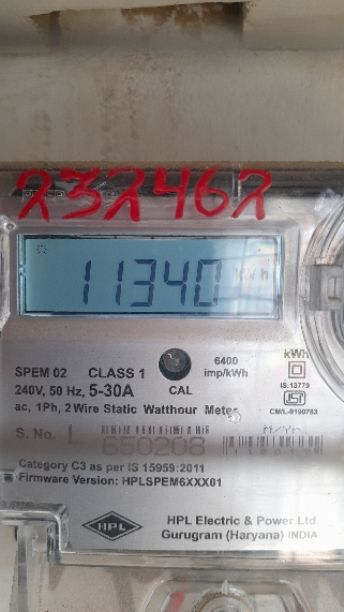 232462
11340 kWh
6400
imp/kWh
kWh
SPEM 02 CLASS 1
240V, 50 Hz, 5-30A CAL
IS:13779
ac, 1Ph, 2 Wire Static Watthour Meter
CM/L-9190783
S. No. L 650208
Category C3 as per IS 15959:2011
Firmware Version: HPLSPEM6XXX01
HPL
HPL Electric & Power Ltd.
Gurugram (Haryana) INDIA